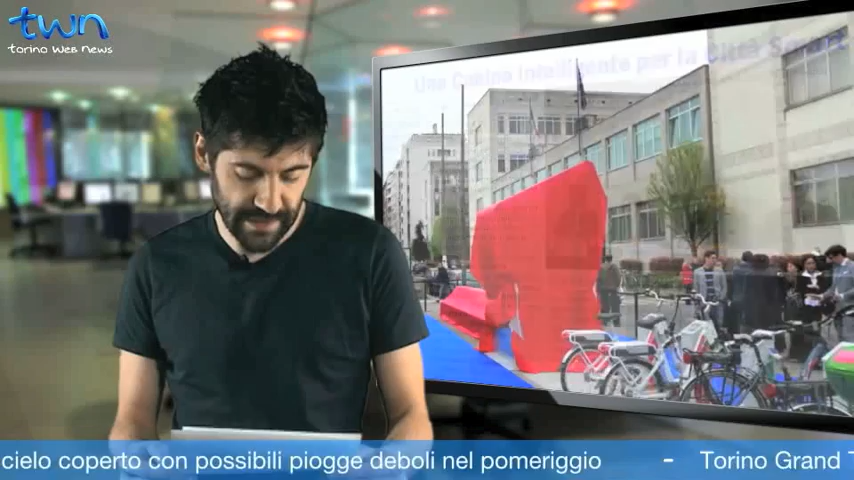 twn
torino web news
Una Casina Intelligente per la Città Smart
cielo coperto con possibili piogge deboli nel pomeriggio - Torino Grand T